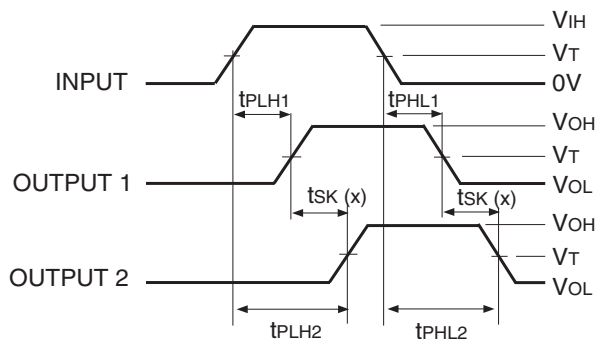 VIH
VT
INPUT
0V
tPLH1
tPHL1
VOH
VT
OUTPUT 1
VOL
tSK (x)
tSK (x)
VOH
VT
OUTPUT 2
VOL
tPLH2
tPHL2